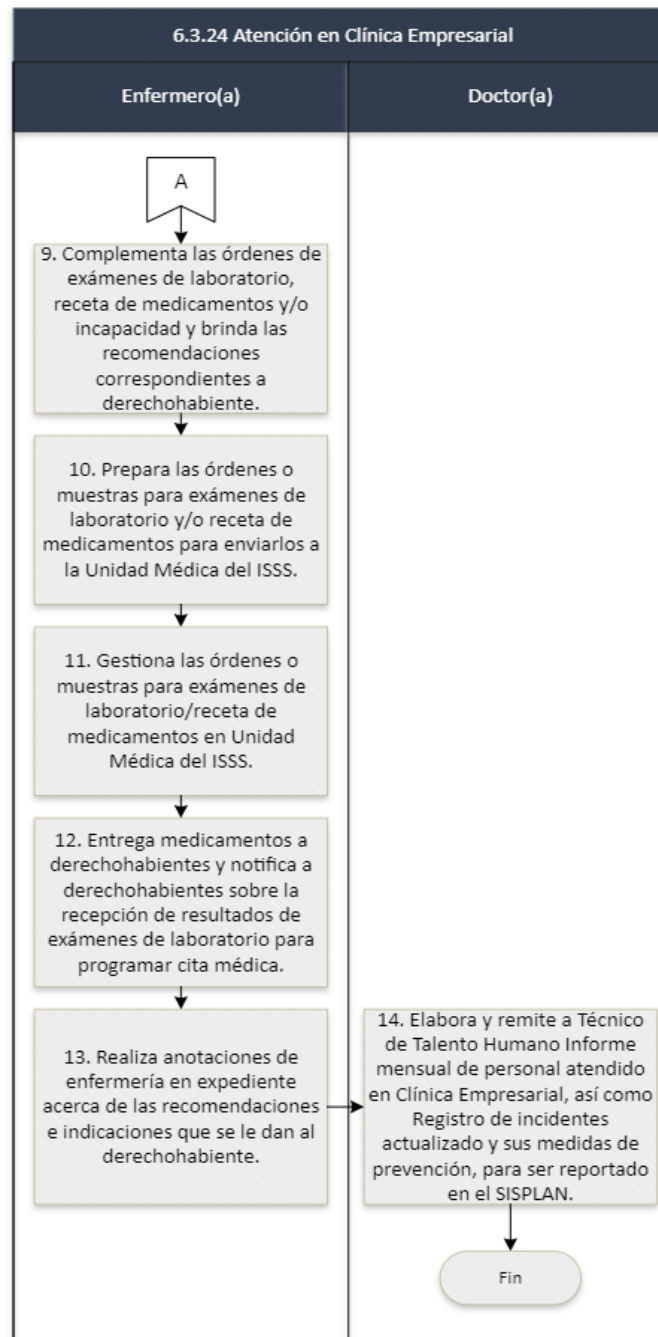 6.3.24 Atención en Clínica Empresarial
Enfermero(a)
Doctor(a)
A
9. Complementa las órdenes de
exámenes de laboratorio,
receta de medicamentos y/o
incapacidad y brinda las
recomendaciones
correspondientes a
derechohabiente.
10. Prepara las órdenes o
muestras para exámenes de
laboratorio y/o receta de
medicamentos para enviarlos a
la Unidad Médica del ISSS.
11. Gestiona las órdenes o
muestras para exámenes de
laboratorio/receta de
medicamentos en Unidad
Médica del ISSS.
12. Entrega medicamentos a
derechohabientes y notifica a
derechohabientes sobre la
recepción de resultados de
exámenes de laboratorio para
programar cita médica.
13. Realiza anotaciones de
enfermería en expediente
acerca de las recomendaciones
e indicaciones que se le dan al
derechohabiente.
14. Elabora y remite a Técnico
de Talento Humano Informe
mensual de personal atendido
en Clínica Empresarial, así como
Registro de incidentes
actualizado y sus medidas de
prevención, para ser reportado
en el SISPLAN.
Fin